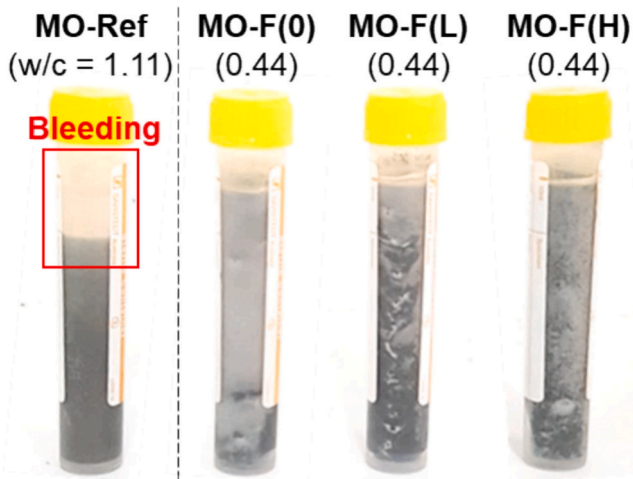 MO-Ref
(w/c = 1.11)
MO-F(0)
(0.44)
MO-F(L)
(0.44)
MO-F(H)
(0.44)
Bleeding